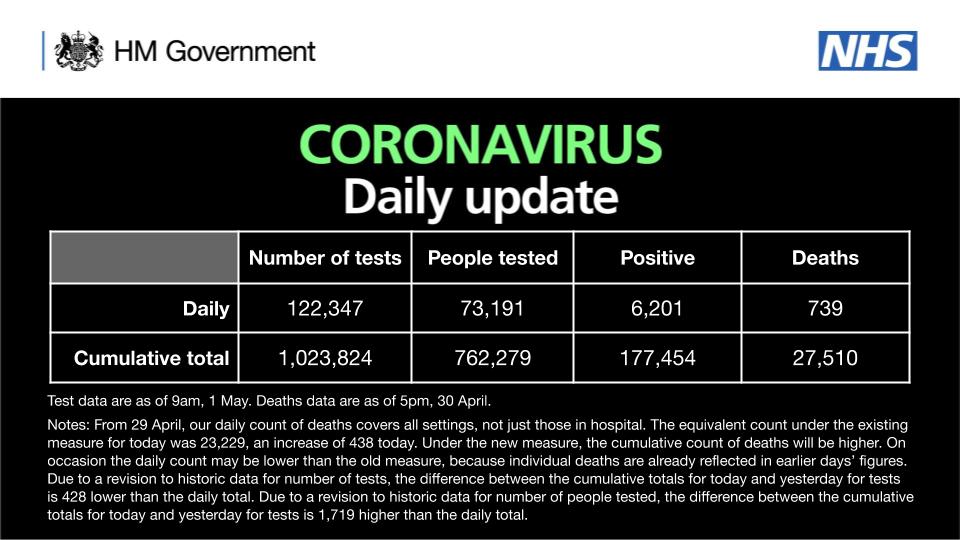 HM Government
NHS
CORONAVIRUS
Daily update
Number of tests People tested Positive Deaths
Daily 122,347 73,191 6,201 739
Cumulative total 1,023,824 762,279 177,454 27,510
Test data are as of 9am, 1 May. Deaths data are as of 5pm, 30 April.
Notes: From 29 April, our daily count of deaths covers all settings, not just those in hospital. The equivalent count under the existing
measure for today was 23,229, an increase of 438 today. Under the new measure, the cumulative count of deaths will be higher. On
occasion the daily count may be lower than the old measure, because individual deaths are already reflected in earlier days’ figures.
Due to a revision to historic data for number of tests, the difference between the cumulative totals for today and yesterday for tests
is 428 lower than the daily total. Due to a revision to historic data for number of people tested, the difference between the cumulative
totals for today and yesterday for tests is 1,719 higher than the daily total.